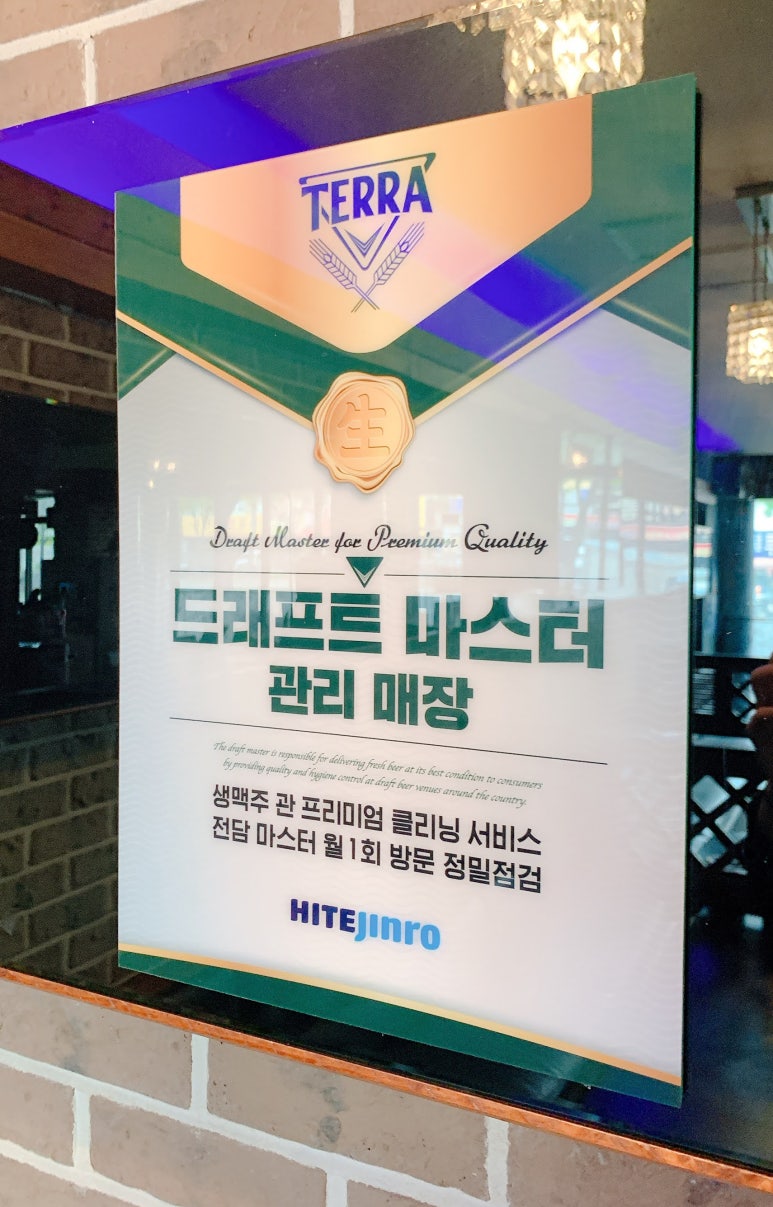 TERRA
生
Draft Master for Premium Quality
드래프트 마스터
관리 매장
The draft master is responsible for delivering fresh beer at its best condition to consumers
by providing quality and hygiene control at draft beer venues around the country.
생맥주 관 프리미엄 클리닝 서비스
전담 마스터 월 1회 방문 정밀점검
HITEJINRO